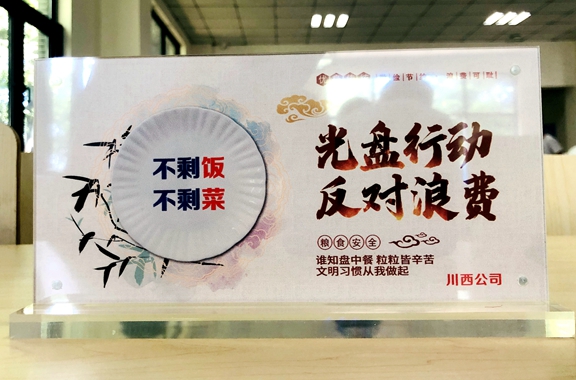 光盘行动
反对浪费
不剩饭
不剩菜
粮食安全
谁知盘中餐 粒粒皆辛苦
文明习惯从我做起
川西公司